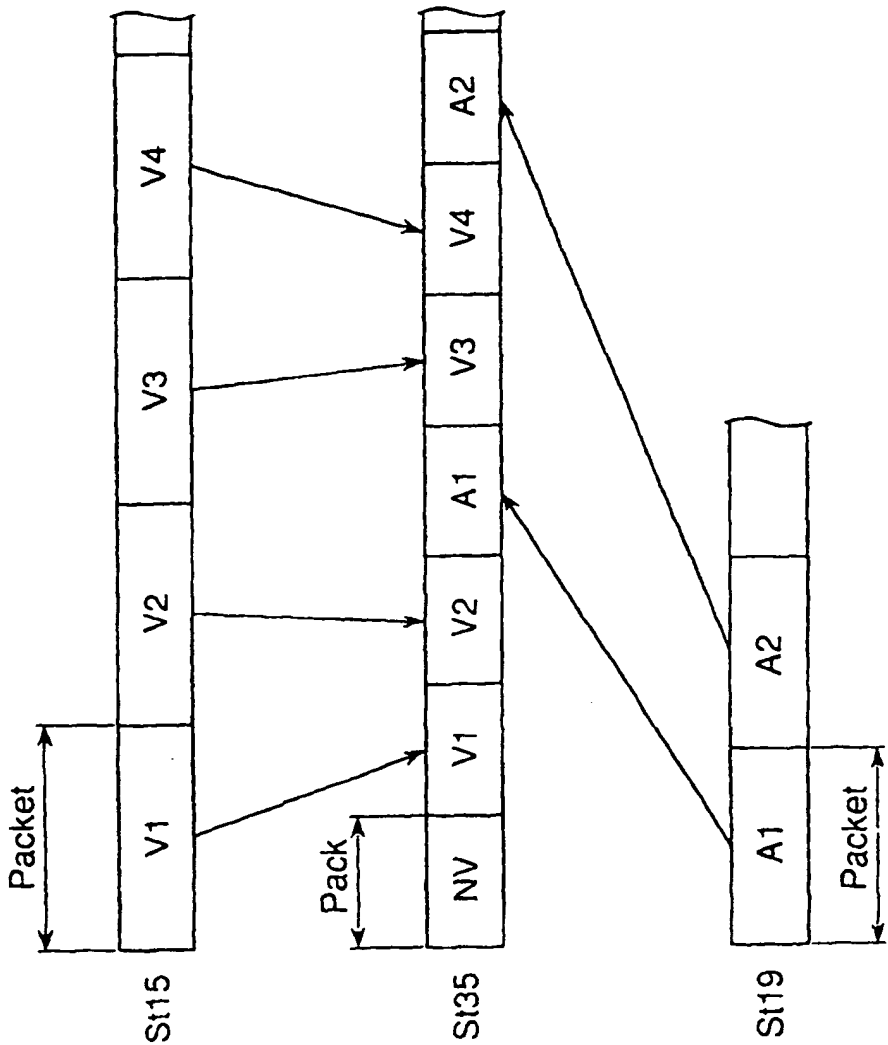 Packet
St15 V1 V2 V3 V4
Pack
St35 NV V1 V2 A1 V3 V4 A2
St19 A1 A2
Packet